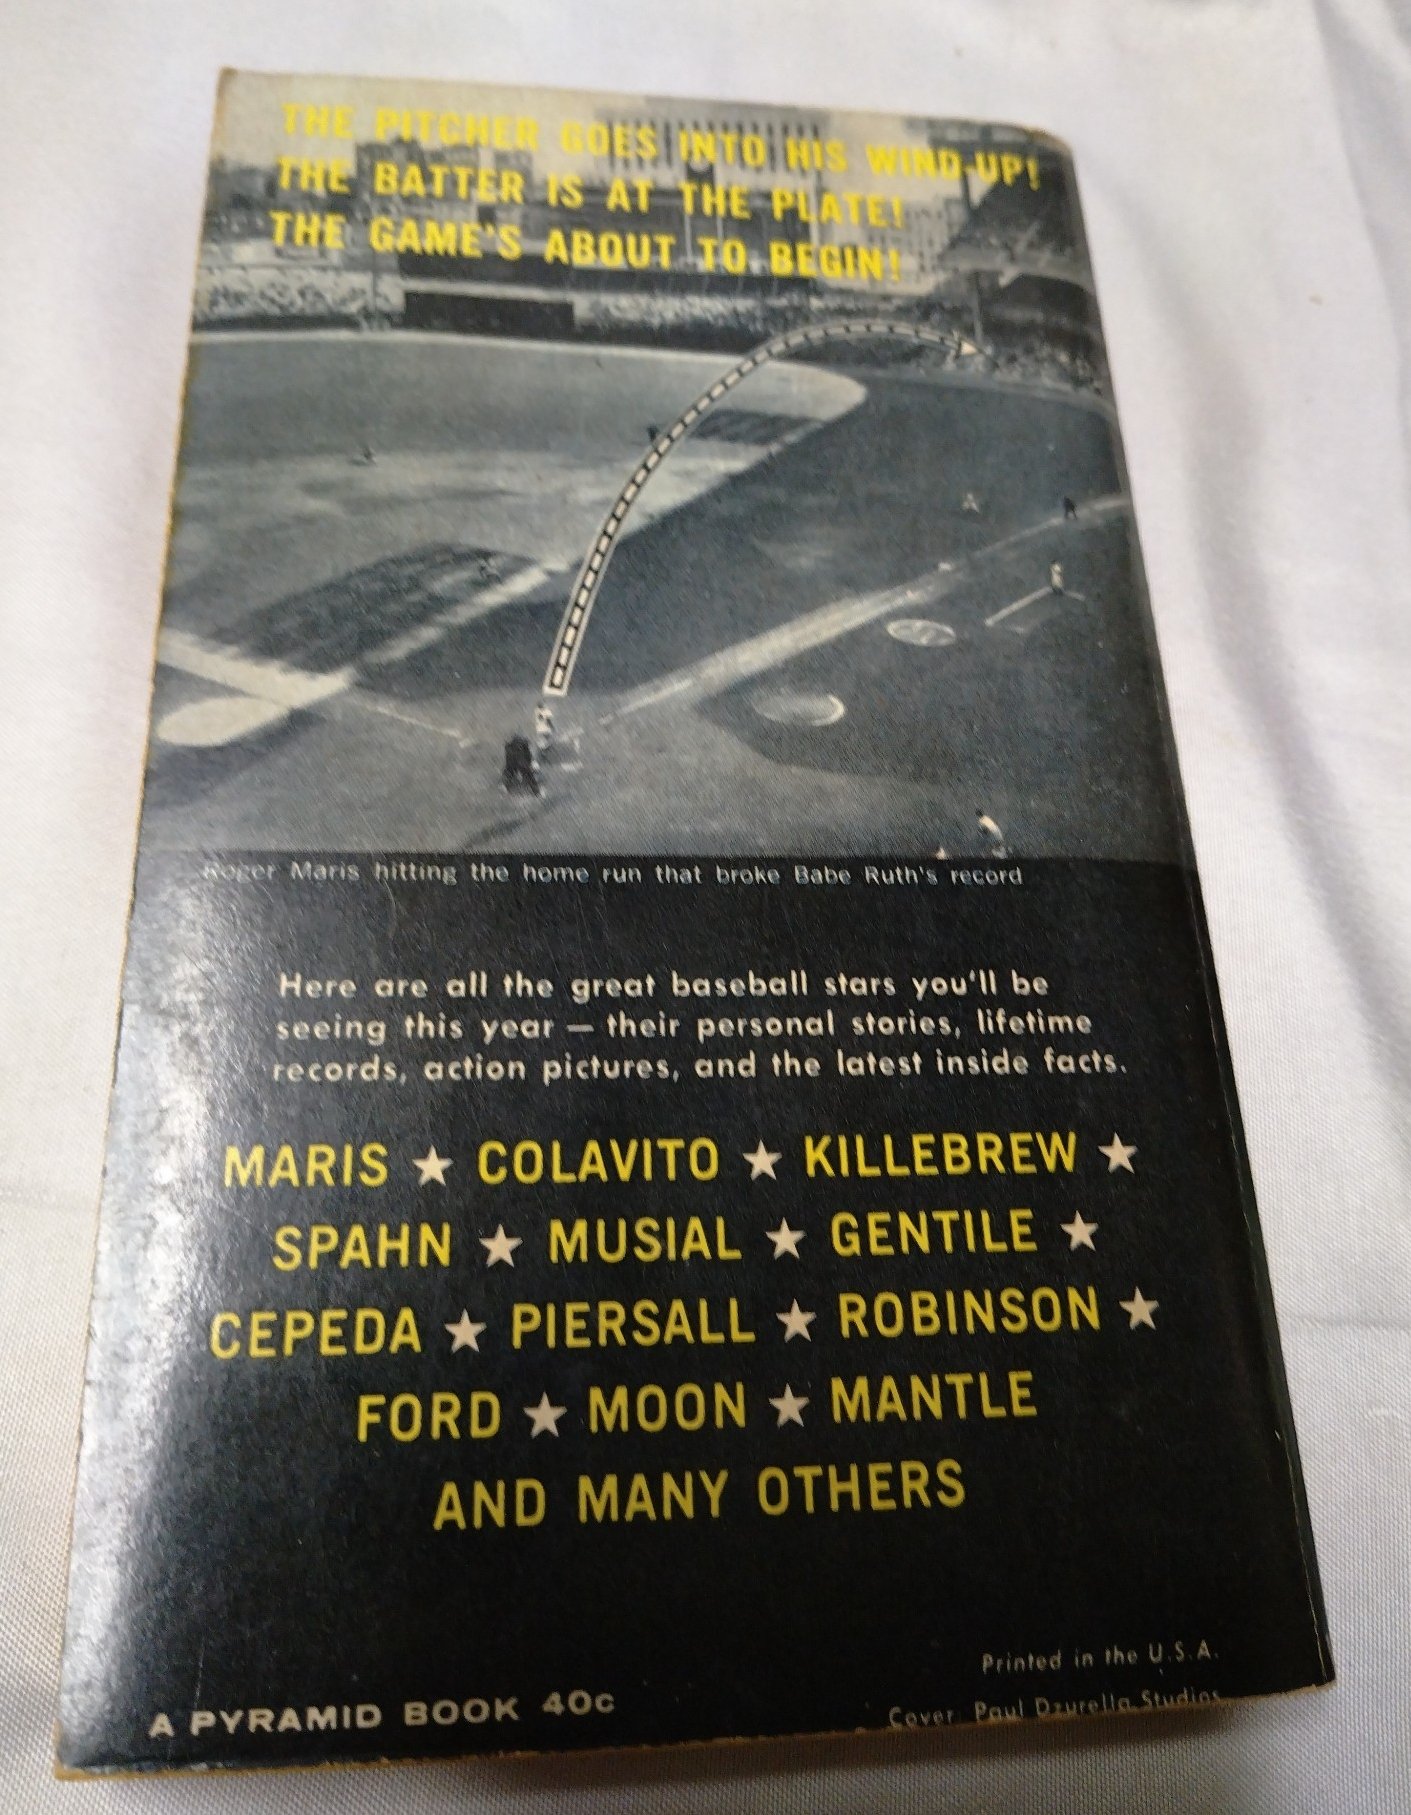 THE PITCHER GOES INTO HIS WIND-UP!
THE BATTER IS AT THE PLATE!
THE GAME'S ABOUT TO BEGIN!
Roger Maris hitting the home run that broke Babe Ruth's record
Here are all the great baseball stars you'll be
seeing this year — their personal stories, lifetime
records, action pictures, and the latest inside facts.
MARIS ★ COLAVITO ★ KILLEBREW ★
SPAHN ★ MUSIAL ★ GENTILE ★
CEPEDA ★ PIERSALL ★ ROBINSON ★
FORD ★ MOON ★ MANTLE
AND MANY OTHERS
Printed in the U.S.A.
A PYRAMID BOOK 40c
Cover: Paul Dzurella Studios